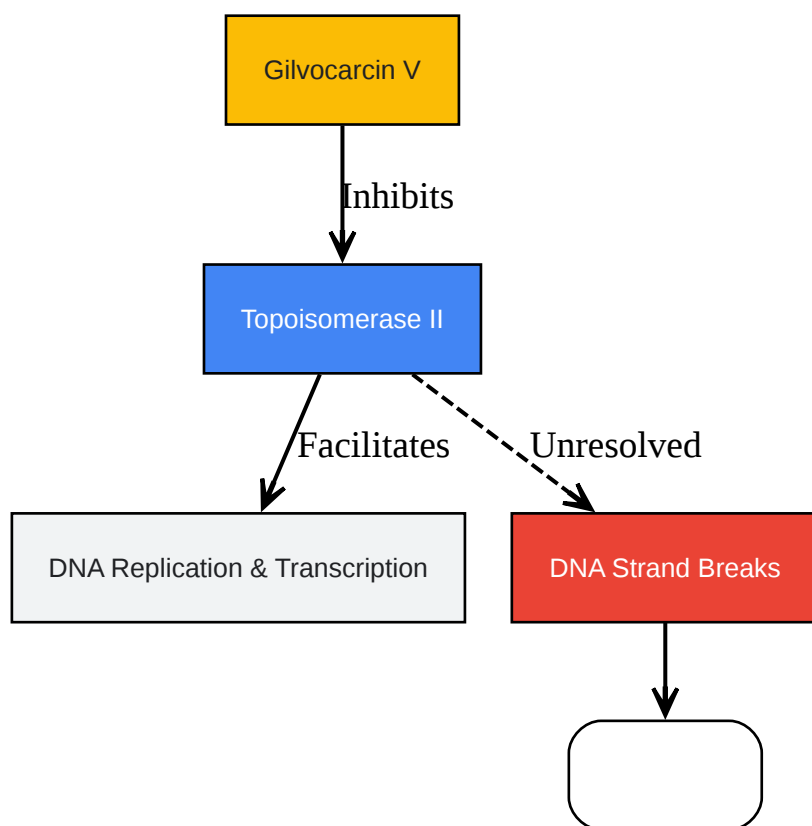 Gilvocarcin V
Inhibits
Topoisomerase II
Facilitates
Unresolved
DNA Replication & Transcription
DNA Strand Breaks